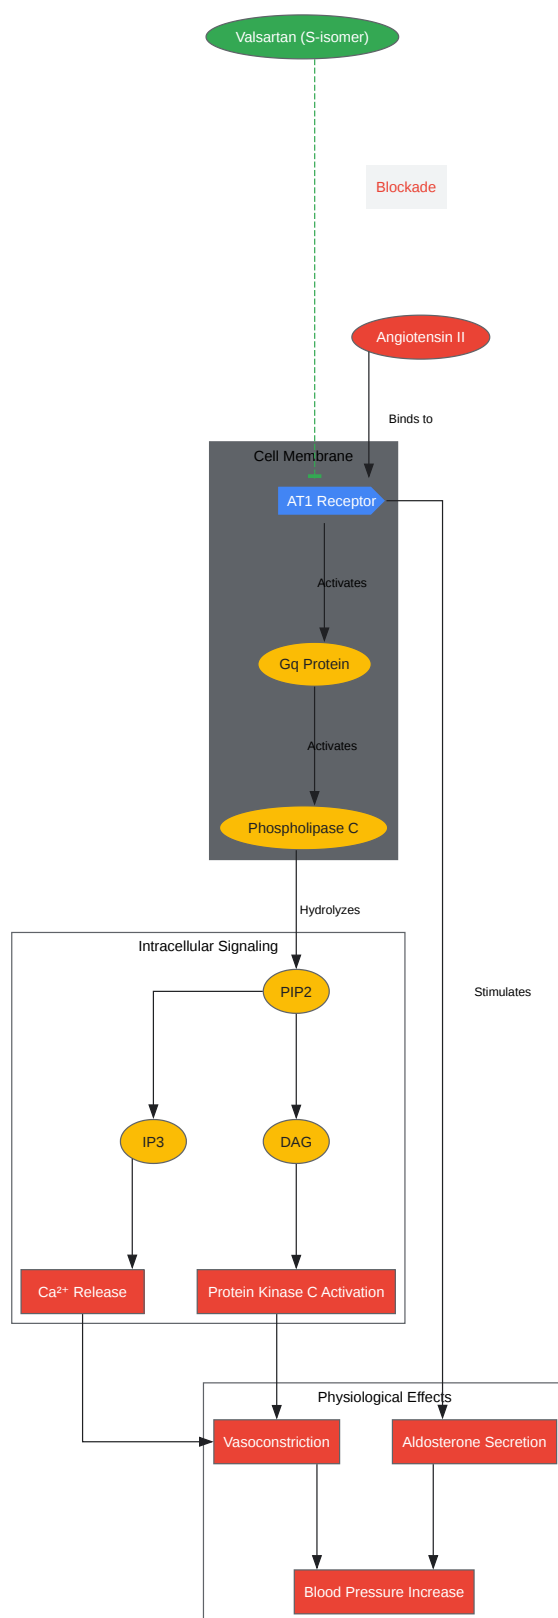 Valsartan (S-isomer)
Blockade
Angiotensin II
Binds to
Cell Membrane
AT1 Receptor
Activates
Gq Protein
Activates
Phospholipase C
Hydrolyzes
Intracellular Signaling
PIP2
Stimulates
IP3
DAG
Ca²⁺ Release
Protein Kinase C Activation
Physiological Effects
Vasoconstriction
Aldosterone Secretion
Blood Pressure Increase